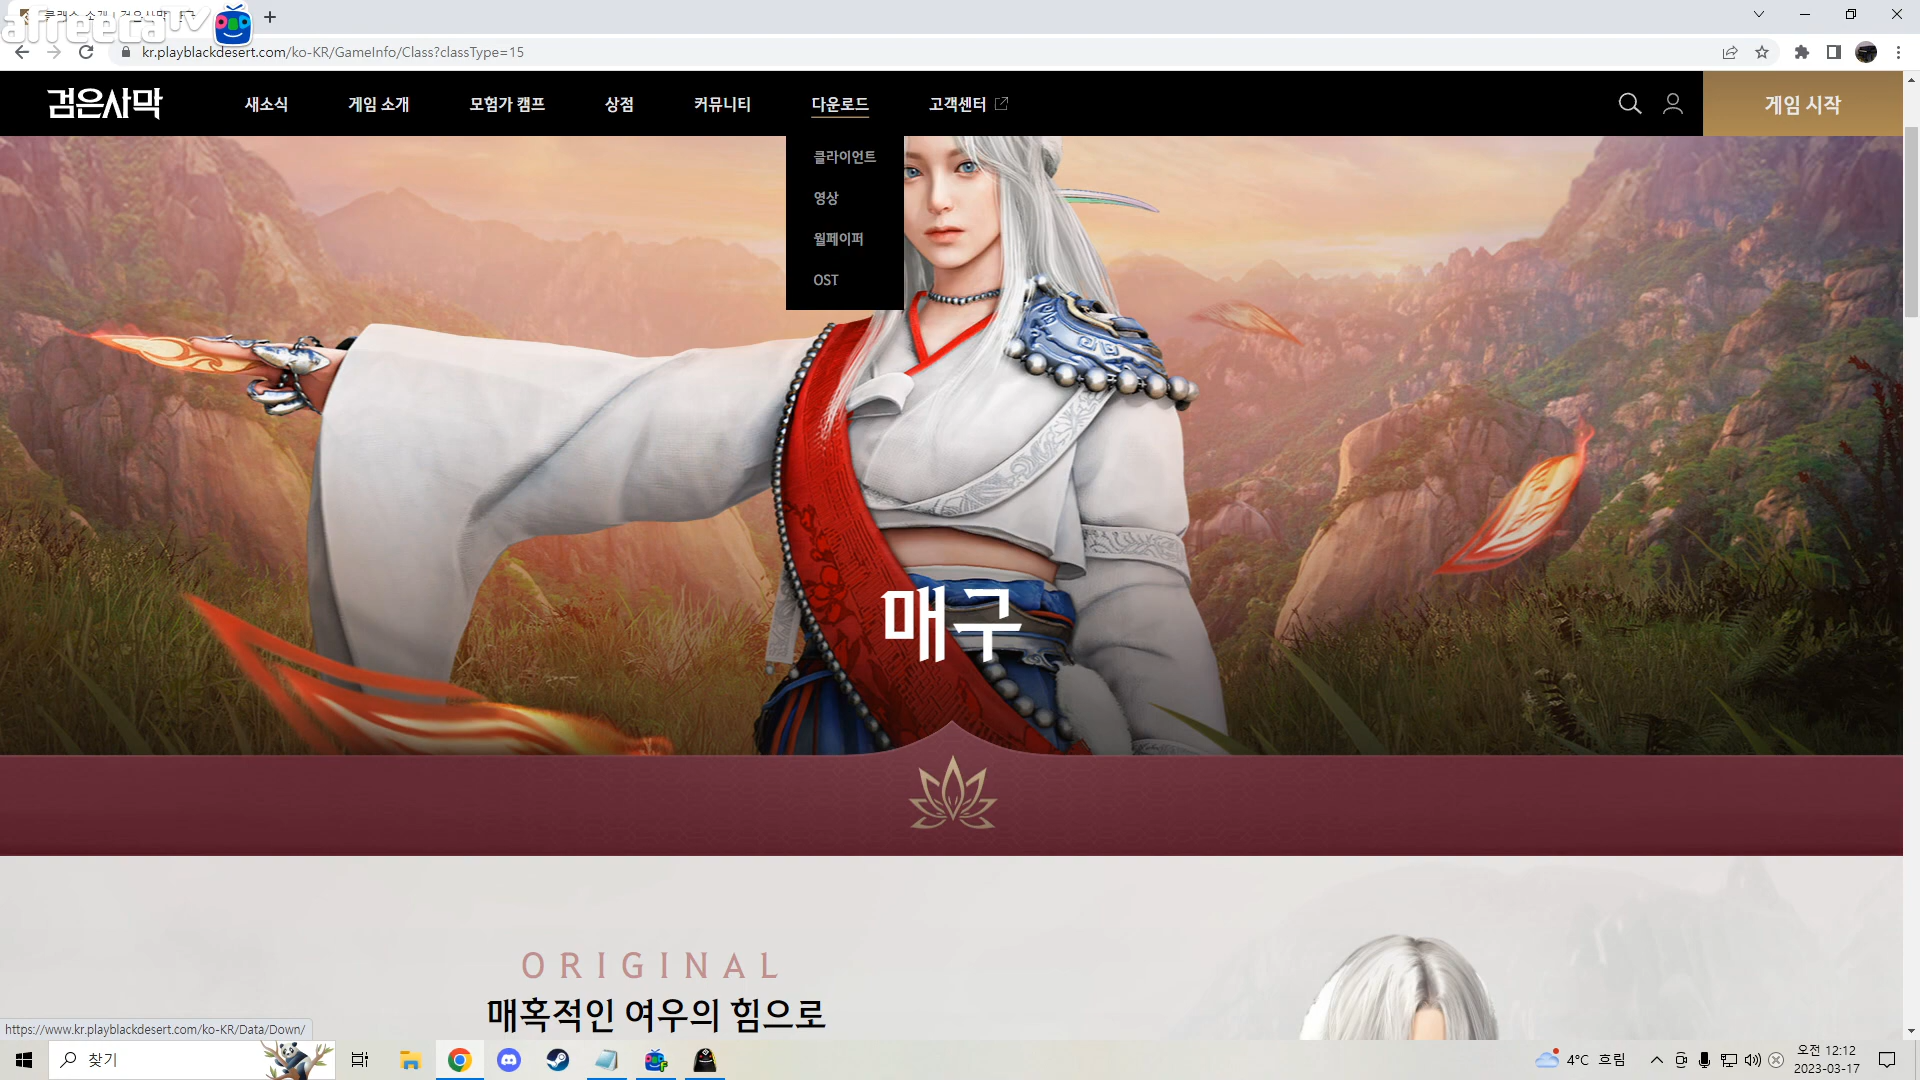 afreecaTV
kr.playblackdesert.com/ko-KR/GameInfo/Class?classType=15
검은사막
새소식
게임 소개
모험가 캠프
상점
커뮤니티
다운로드
고객센터
게임 시작
클라이언트
영상
월페이퍼
OST
매구
ORIGINAL
매혹적인 여우의 힘으로
https://www.kr.playblackdesert.com/ko-KR/Data/Down/
찾기
4°C 흐림
오전 12:12
2023-03-17